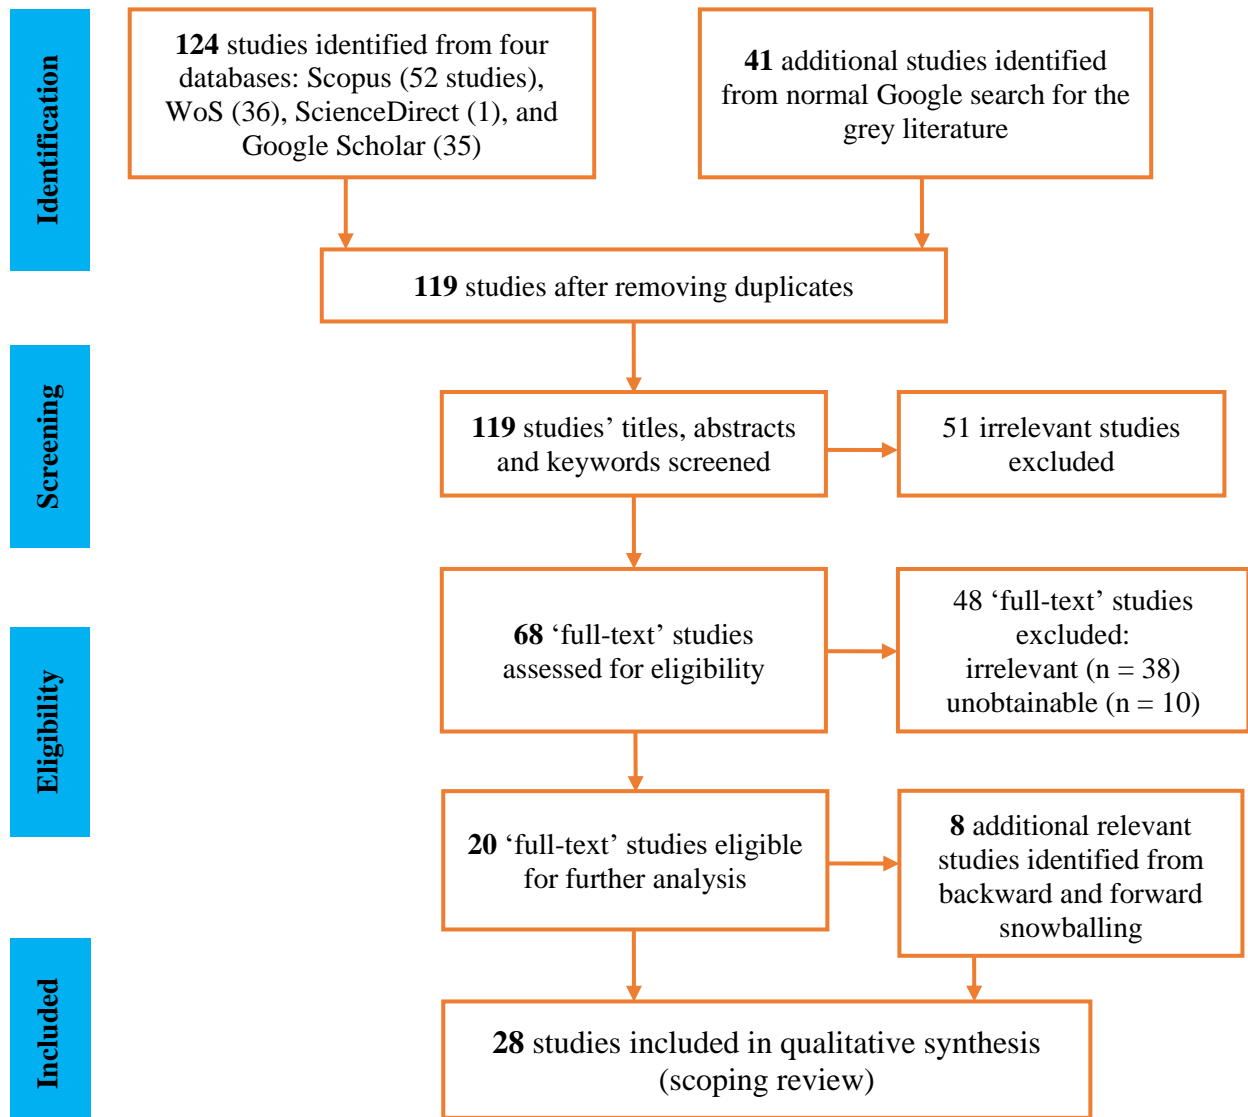 Identification
124 studies identified from four
databases: Scopus (52 studies),
WoS (36), ScienceDirect (1), and
Google Scholar (35)
41 additional studies identified
from normal Google search for the
grey literature
119 studies after removing duplicates
Screening
119 studies’ titles, abstracts
and keywords screened
51 irrelevant studies
excluded
Eligibility
68 ‘full-text’ studies
assessed for eligibility
48 ‘full-text’ studies
excluded:
irrelevant (n = 38)
unobtainable (n = 10)
20 ‘full-text’ studies eligible
for further analysis
8 additional relevant
studies identified from
backward and forward
snowballing
Included
28 studies included in qualitative synthesis
(scoping review)